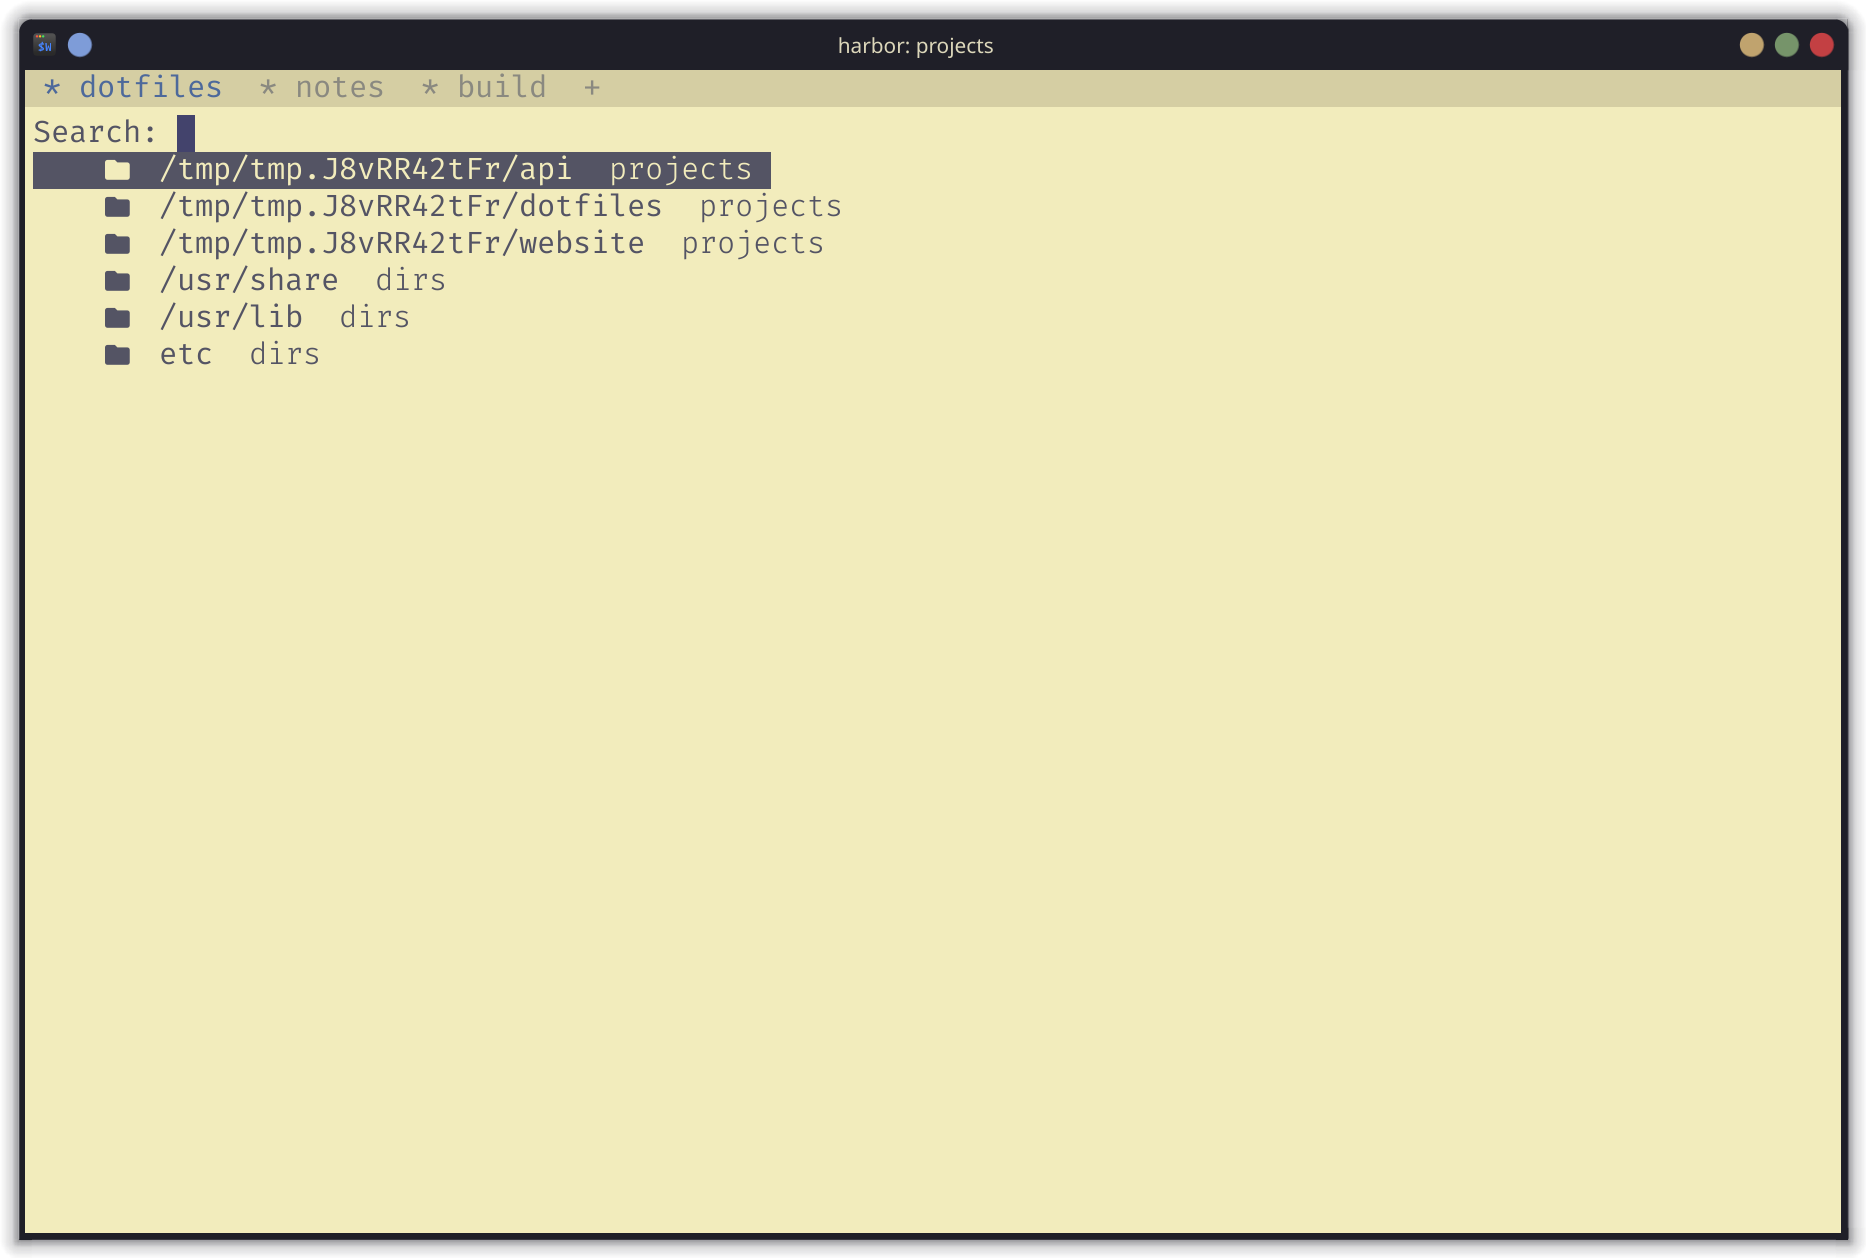 harbor: projects
* dotfiles * notes * build +
Search:
/tmp/tmp.J8vRR42tFr/api projects
/tmp/tmp.J8vRR42tFr/dotfiles projects
/tmp/tmp.J8vRR42tFr/website projects
/usr/share dirs
/usr/lib dirs
etc dirs